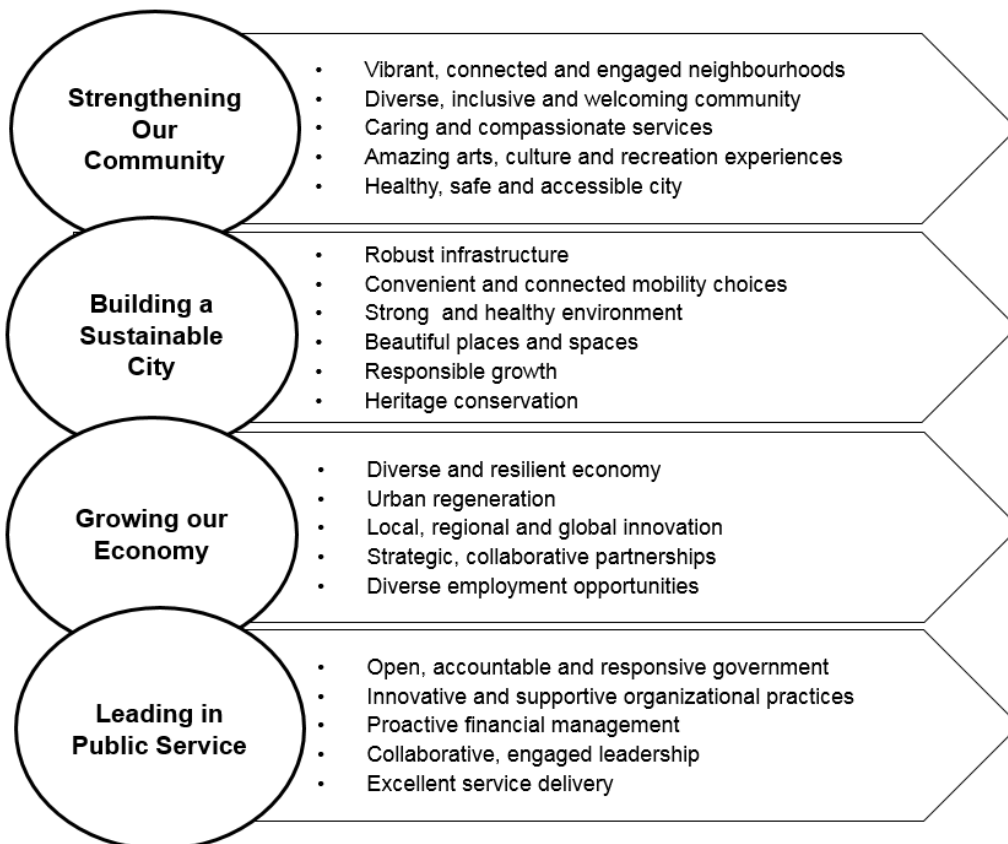 Strengthening
Our
Community
• Vibrant, connected and engaged neighbourhoods
• Diverse, inclusive and welcoming community
• Caring and compassionate services
• Amazing arts, culture and recreation experiences
• Healthy, safe and accessible city
Building a
Sustainable
City
• Robust infrastructure
• Convenient and connected mobility choices
• Strong  and healthy environment
• Beautiful places and spaces
• Responsible growth
• Heritage conservation
Growing our
Economy
• Diverse and resilient economy
• Urban regeneration
• Local, regional and global innovation
• Strategic, collaborative partnerships
• Diverse employment opportunities
Leading in
Public Service
• Open, accountable and responsive government
• Innovative and supportive organizational practices
• Proactive financial management
• Collaborative, engaged leadership
• Excellent service delivery